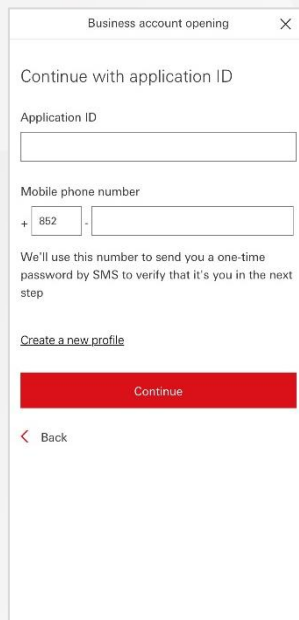 Business account opening
Continue with application ID
Application ID
Mobile phone number
+ 852 -
We'll use this number to send you a one-time
password by SMS to verify that it's you in the next
step
Create a new profile
Continue
Back